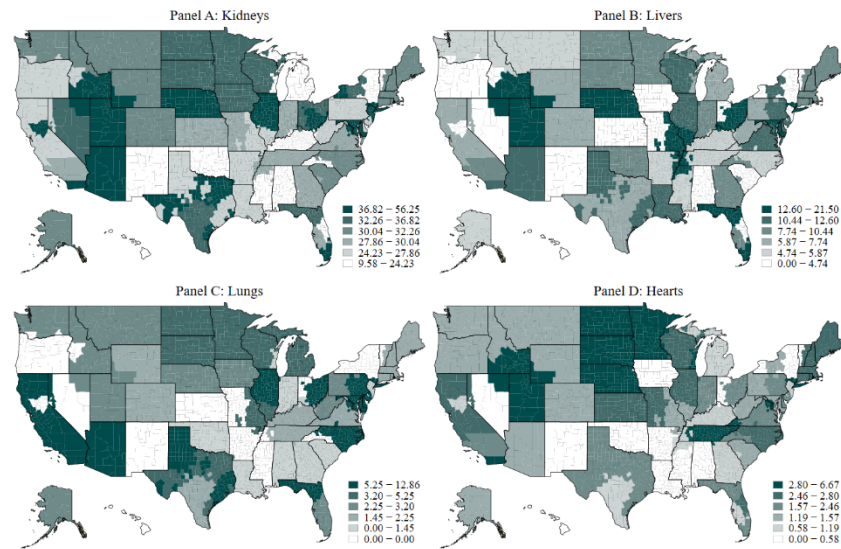 Panel A: Kidneys
36.82 – 56.25
32.26 – 36.82
30.04 – 32.26
27.86 – 30.04
24.23 – 27.86
9.58 – 24.23
Panel B: Livers
12.60 – 21.50
10.44 – 12.60
7.74 – 10.44
5.87 – 7.74
4.74 – 5.87
0.00 – 4.74
Panel C: Lungs
5.25 – 12.86
3.20 – 5.25
2.25 – 3.20
1.45 – 2.25
0.00 – 1.45
0.00 – 0.00
Panel D: Hearts
2.80 – 6.67
2.46 – 2.80
1.57 – 2.46
1.19 – 1.57
0.58 – 1.19
0.00 – 0.58